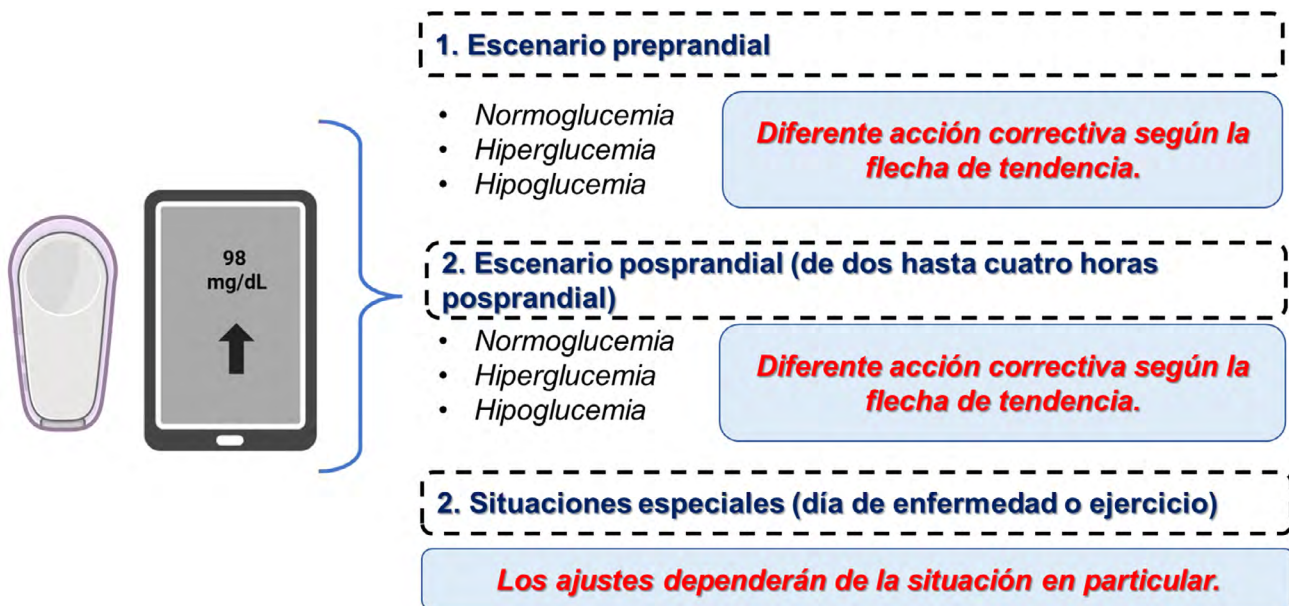 1. Escenario preprandial
• Normoglucemia
• Hiperglucemia
• Hipoglucemia
Diferente acción correctiva según la
flecha de tendencia.
98
mg/dL
2. Escenario posprandial (de dos hasta cuatro horas
posprandial)
• Normoglucemia
• Hiperglucemia
• Hipoglucemia
Diferente acción correctiva según la
flecha de tendencia.
2. Situaciones especiales (día de enfermedad o ejercicio)
Los ajustes dependerán de la situación en particular.